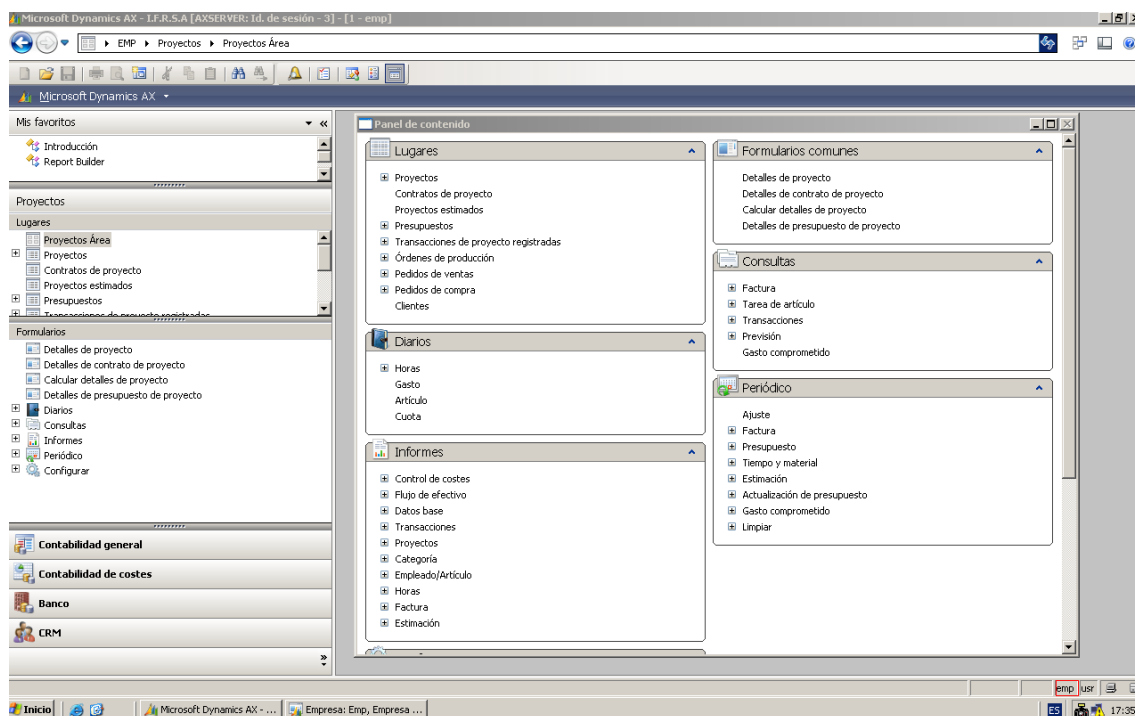 Microsoft Dynamics AX - I.F.R.S.A [AXSERVER: Id. de sesión - 3] - [1 - emp]
EMP Proyectos Proyectos Área
Microsoft Dynamics AX
Mis favoritos
Introducción
Report Builder
Proyectos
Lugares
Proyectos Área
Proyectos
Contratos de proyecto
Proyectos estimados
Presupuestos
Transacciones de proyecto registradas
Formularios
Detalles de proyecto
Detalles de contrato de proyecto
Calcular detalles de proyecto
Detalles de presupuesto de proyecto
Diarios
Consultas
Informes
Periódico
Configurar
Contabilidad general
Contabilidad de costes
Banco
CRM
Panel de contenido
Lugares
Proyectos
Contratos de proyecto
Proyectos estimados
Presupuestos
Transacciones de proyecto registradas
Órdenes de producción
Pedidos de ventas
Pedidos de compra
Clientes
Diarios
Horas
Gasto
Artículo
Cuota
Informes
Control de costes
Flujo de efectivo
Datos base
Transacciones
Proyectos
Categoría
Empleado/Artículo
Horas
Factura
Estimación
Formularios comunes
Detalles de proyecto
Detalles de contrato de proyecto
Calcular detalles de proyecto
Detalles de presupuesto de proyecto
Consultas
Factura
Tarea de artículo
Transacciones
Previsión
Gasto comprometido
Periódico
Ajuste
Factura
Presupuesto
Tiempo y material
Estimación
Actualización de presupuesto
Gasto comprometido
Limpiar
emp usr
Inicio Microsoft Dynamics AX - ... Empresa: Emp, Empresa ... ES 17:35